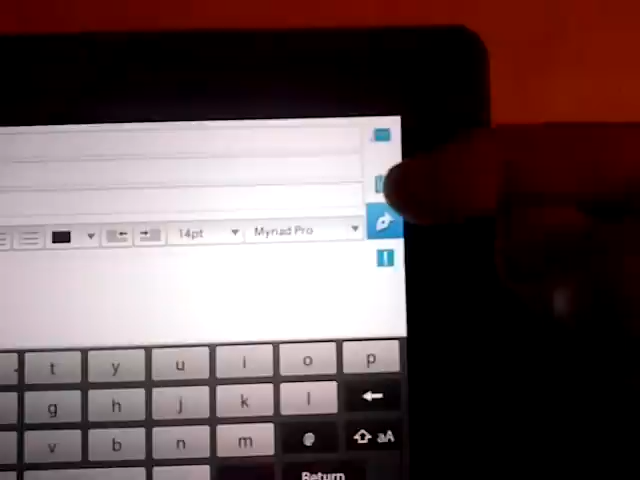 14pt Myriad Pro
!
t y u i o p
g h j k l
v b n m @ aA
Return